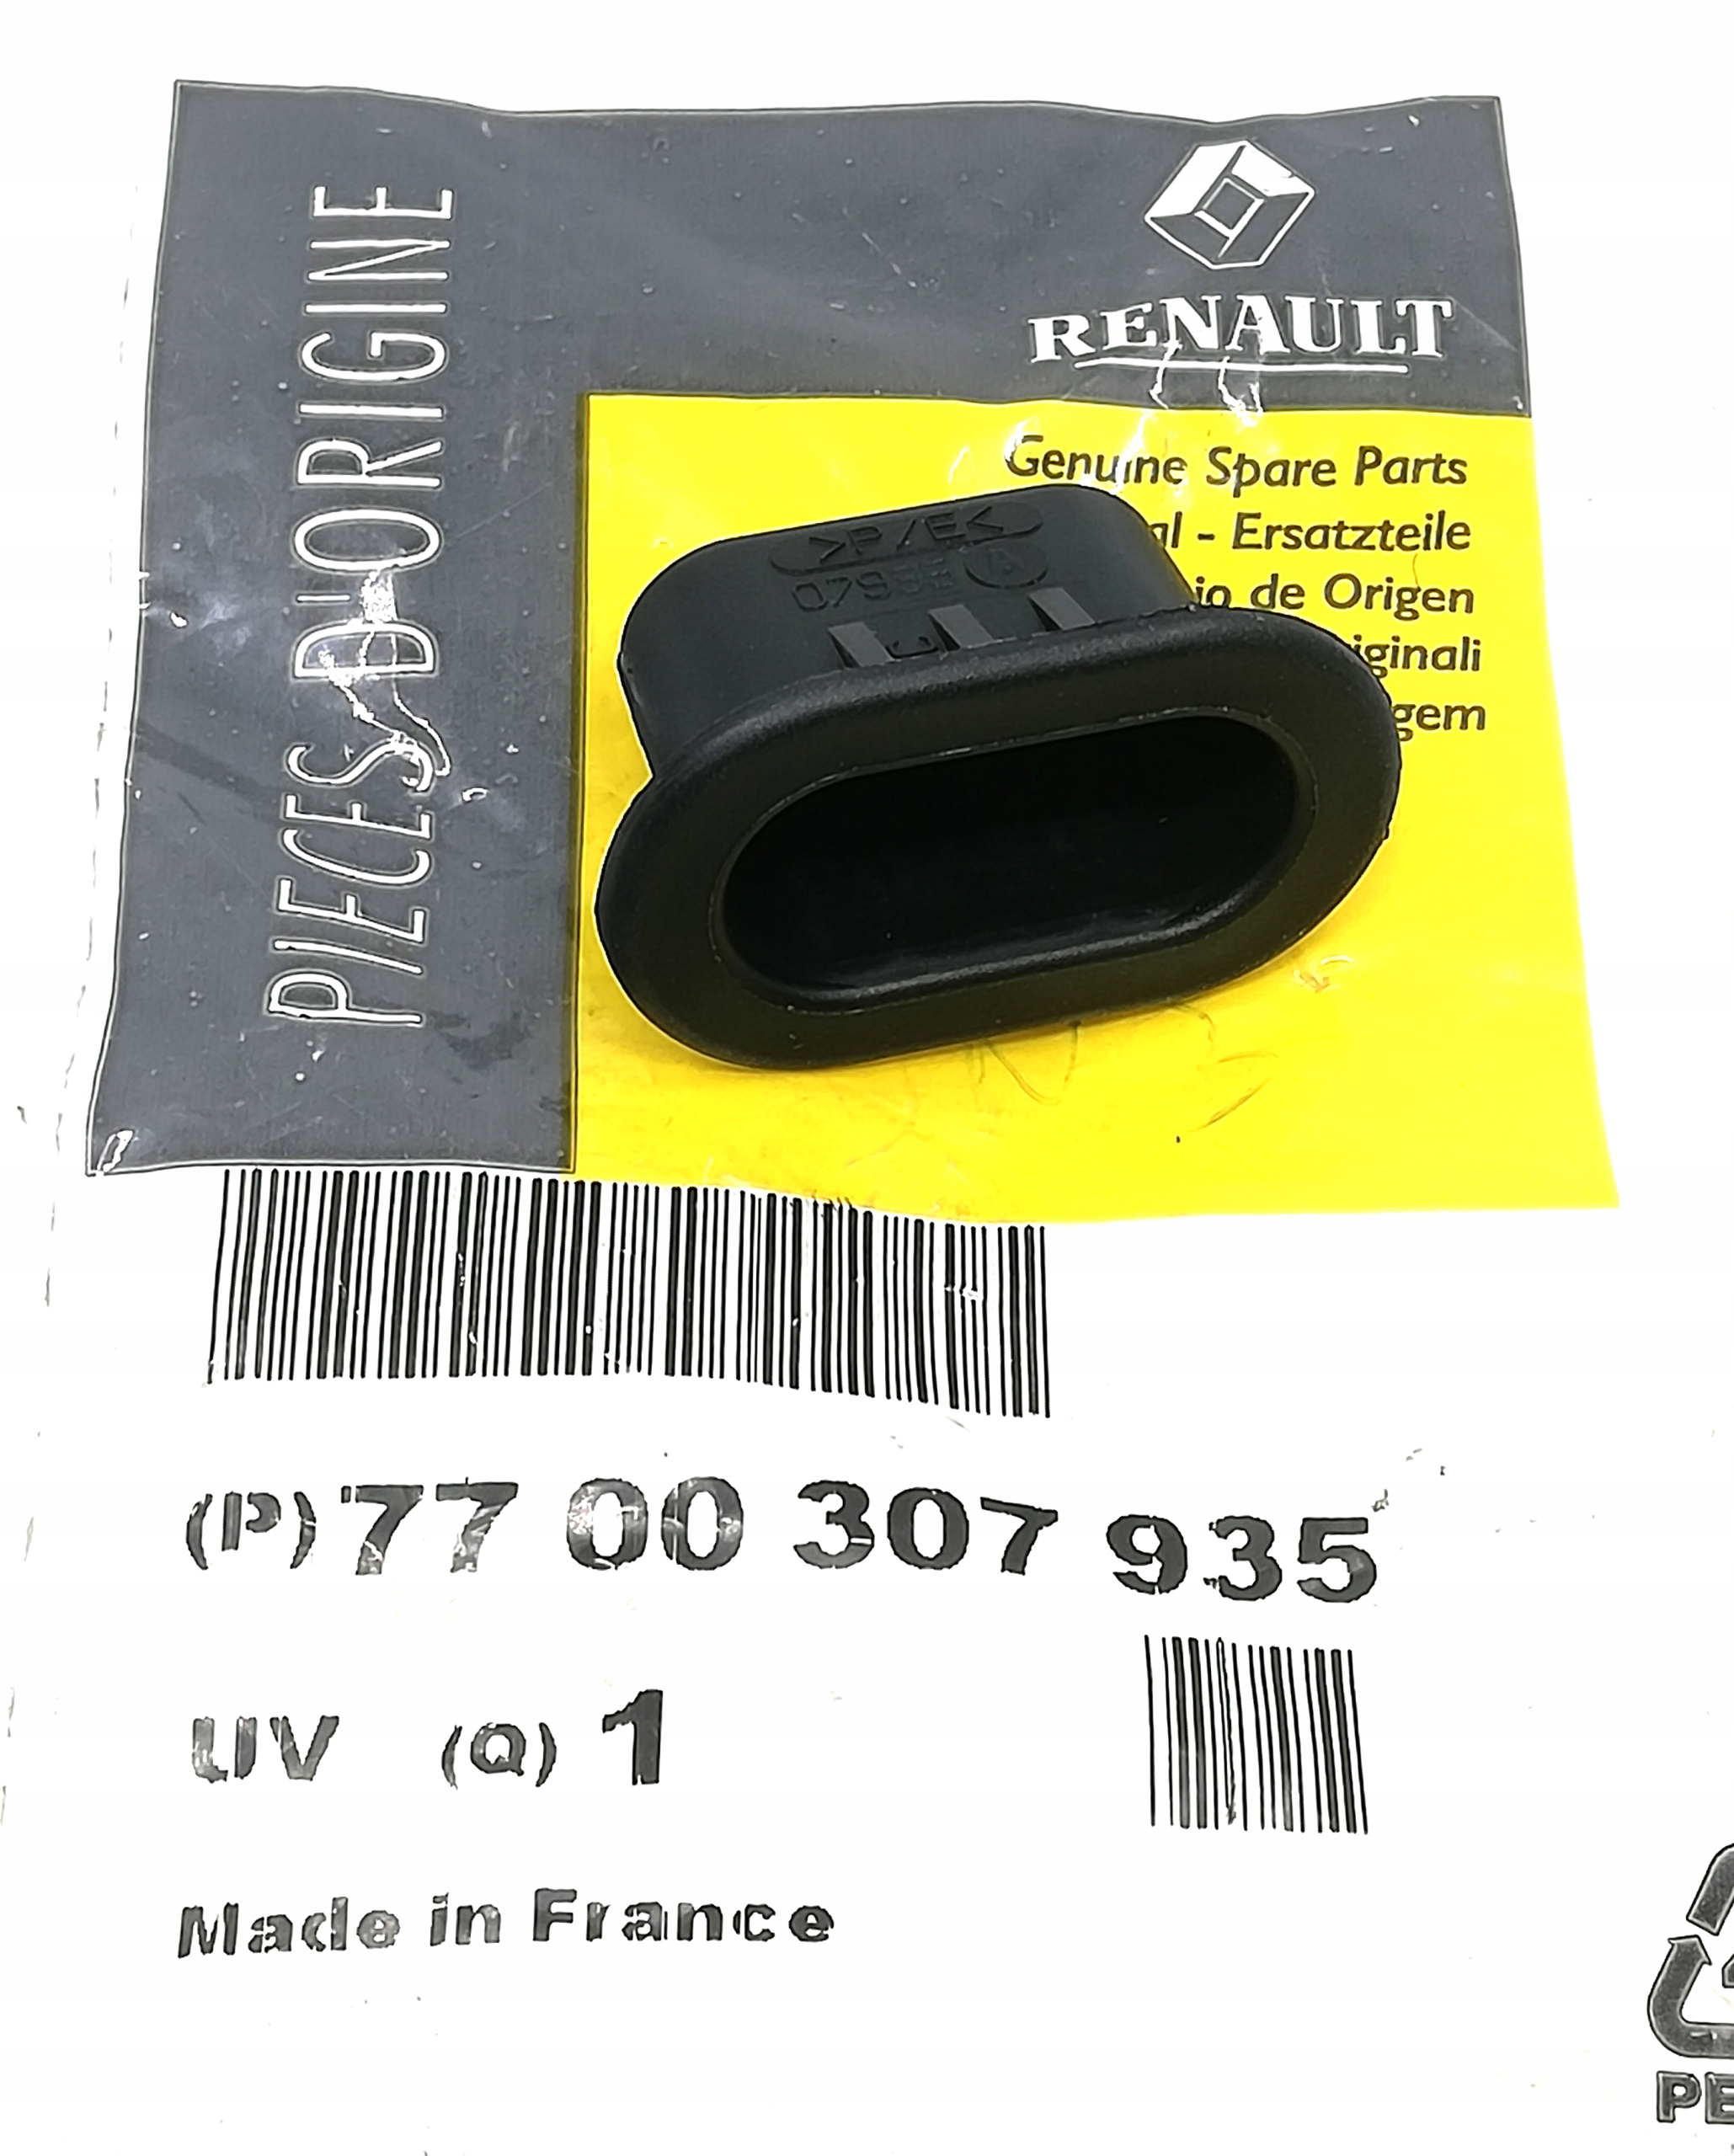 PIECES D'ORIGINE
RENAULT
Genuine Spare Parts
al - Ersatzteile
io de Origen
iginali
gem
>P/E<
(P) 77 00 307 935
UV (Q) 1
Made in France
PE